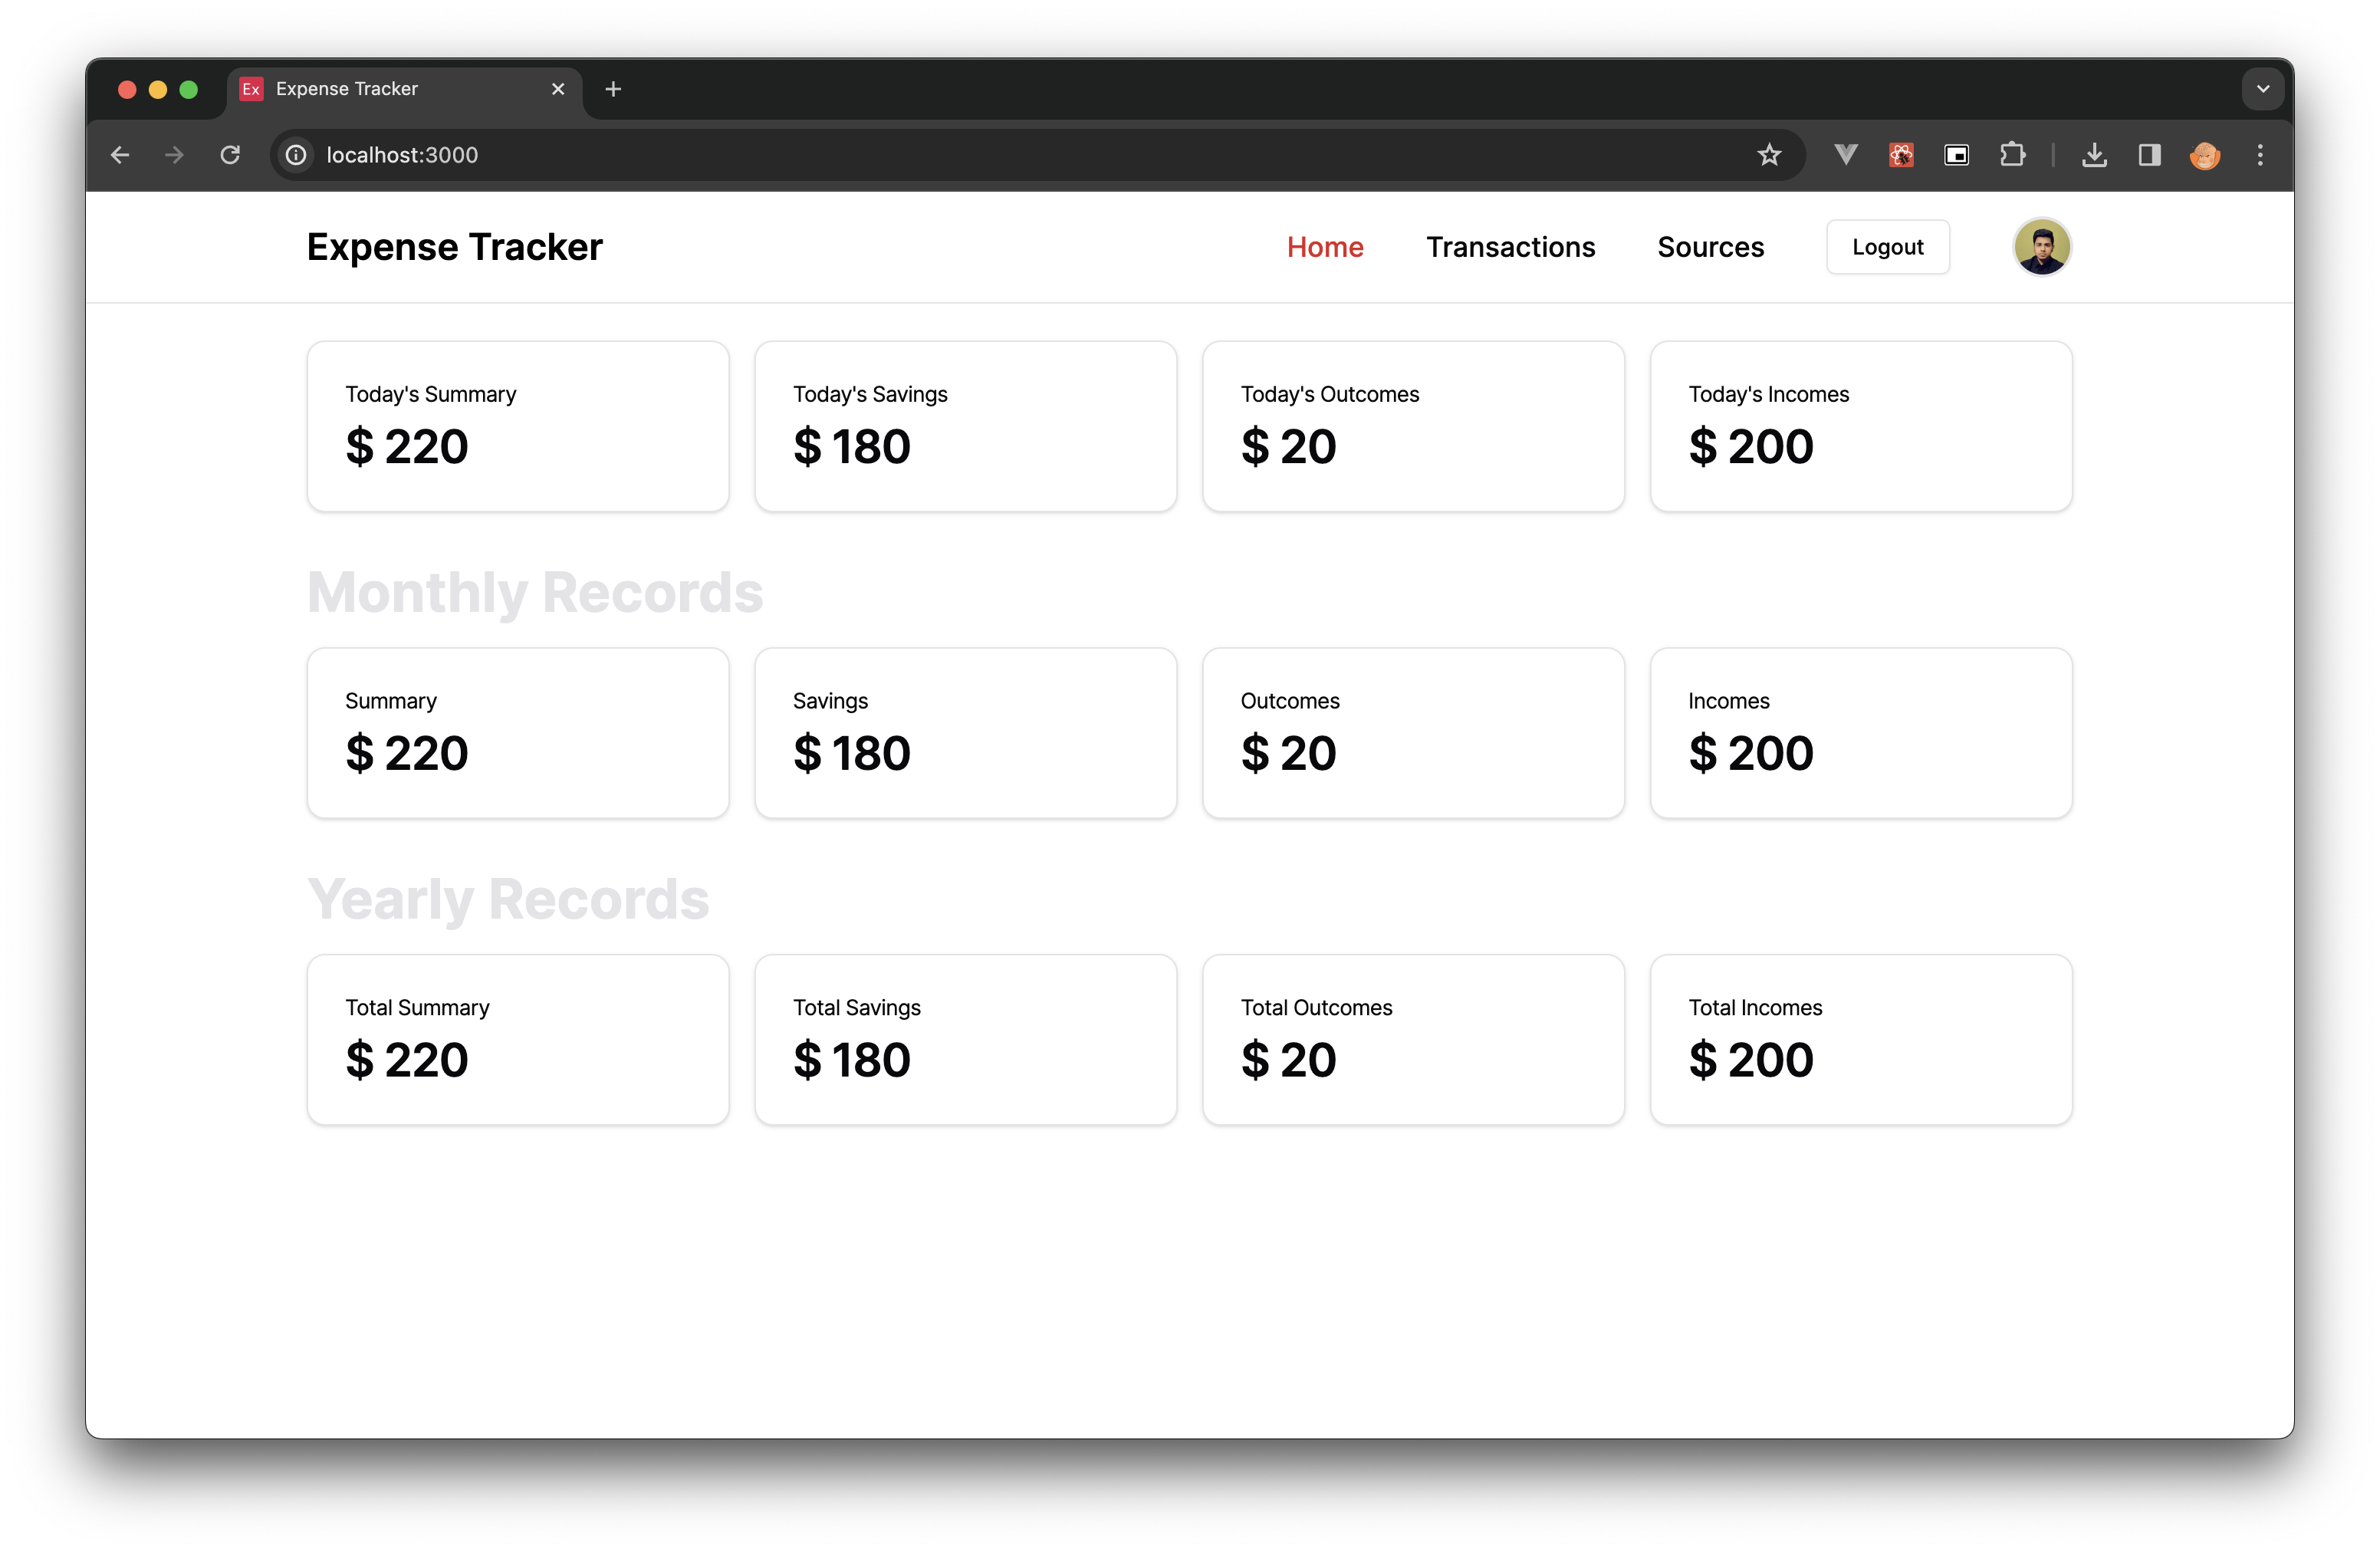 Ex Expense Tracker
localhost:3000
Expense Tracker Home Transactions Sources Logout
Today's Summary Today's Savings Today's Outcomes Today's Incomes
$ 220 $ 180 $ 20 $ 200
Monthly Records
Summary Savings Outcomes Incomes
$ 220 $ 180 $ 20 $ 200
Yearly Records
Total Summary Total Savings Total Outcomes Total Incomes
$ 220 $ 180 $ 20 $ 200